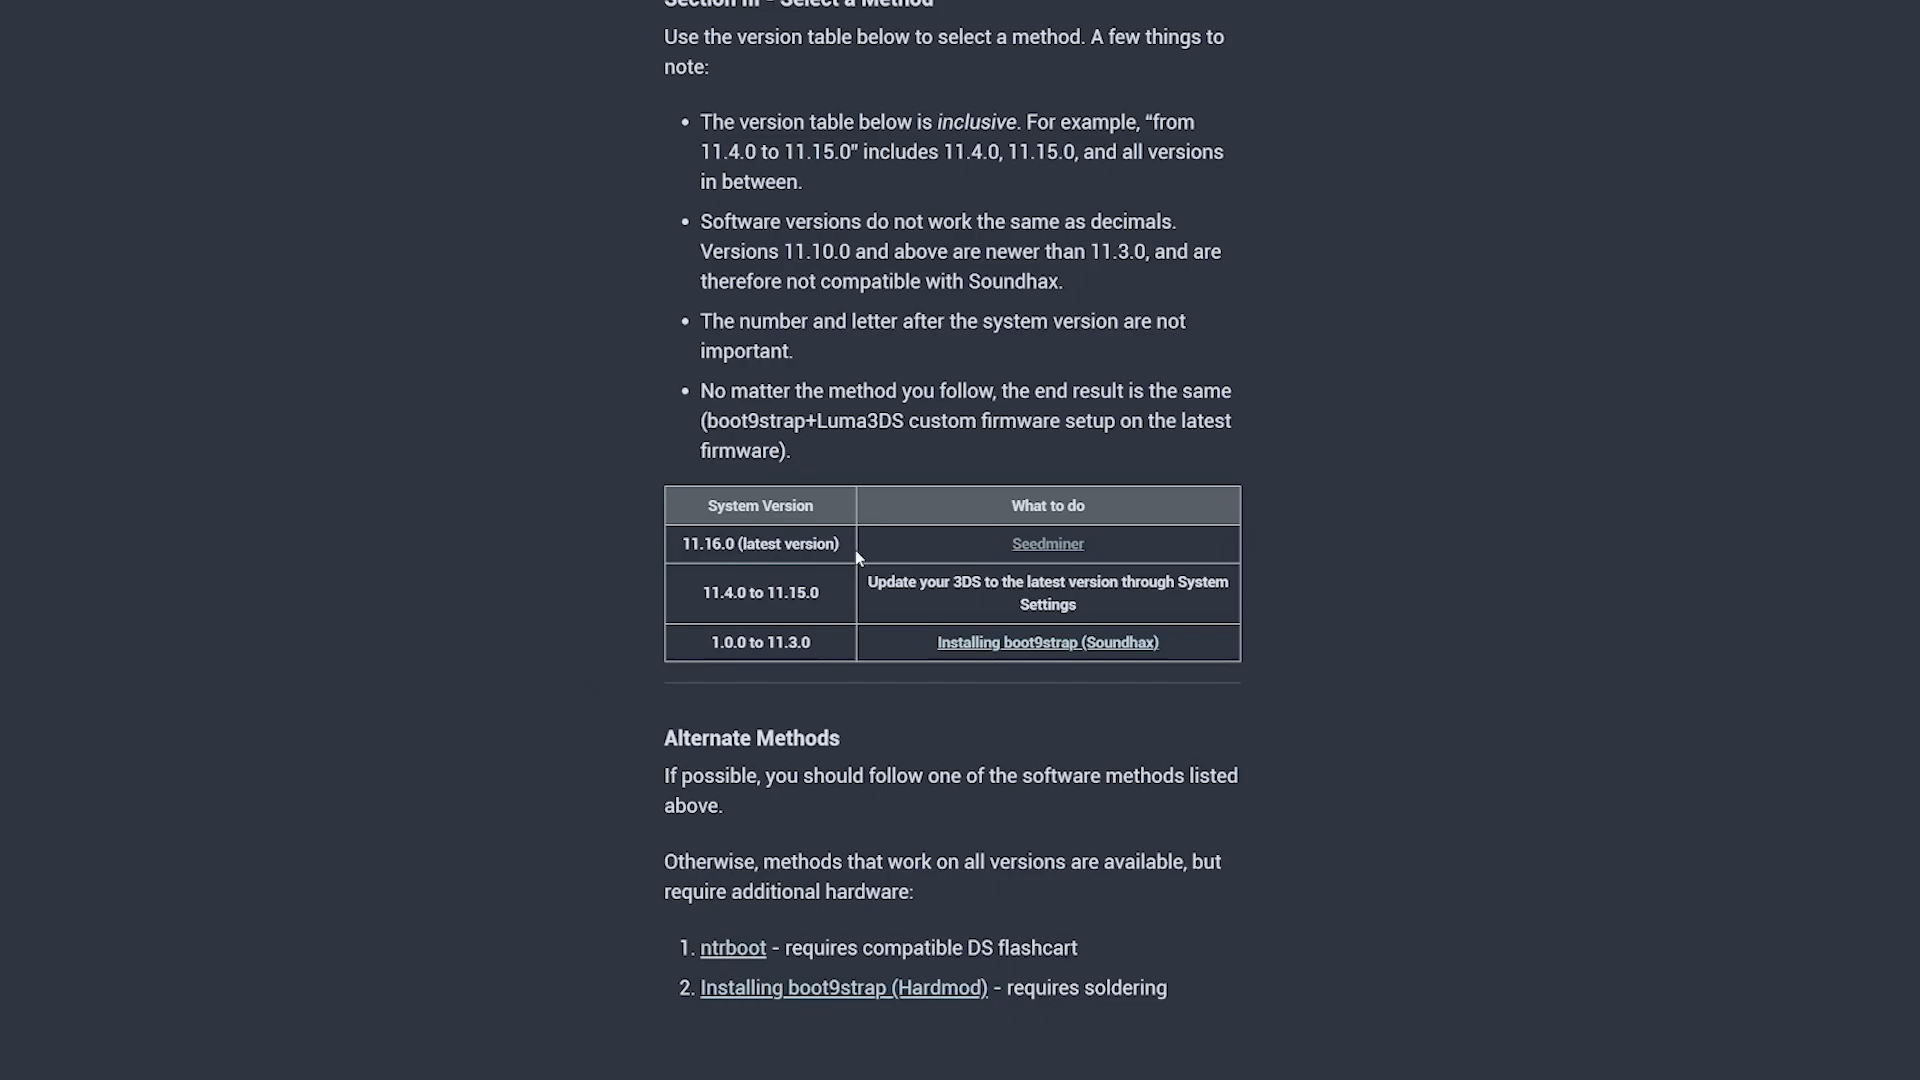 Section III - Select a Method
Use the version table below to select a method. A few things to
note:
• The version table below is inclusive. For example, “from
11.4.0 to 11.15.0” includes 11.4.0, 11.15.0, and all versions
in between.
• Software versions do not work the same as decimals.
Versions 11.10.0 and above are newer than 11.3.0, and are
therefore not compatible with Soundhax.
• The number and letter after the system version are not
important.
• No matter the method you follow, the end result is the same
(boot9strap+Luma3DS custom firmware setup on the latest
firmware).
System Version What to do
11.16.0 (latest version) Seedminer
11.4.0 to 11.15.0 Update your 3DS to the latest version through System
Settings
1.0.0 to 11.3.0 Installing boot9strap (Soundhax)
Alternate Methods
If possible, you should follow one of the software methods listed
above.
Otherwise, methods that work on all versions are available, but
require additional hardware:
1. ntrboot - requires compatible DS flashcart
2. Installing boot9strap (Hardmod) - requires soldering